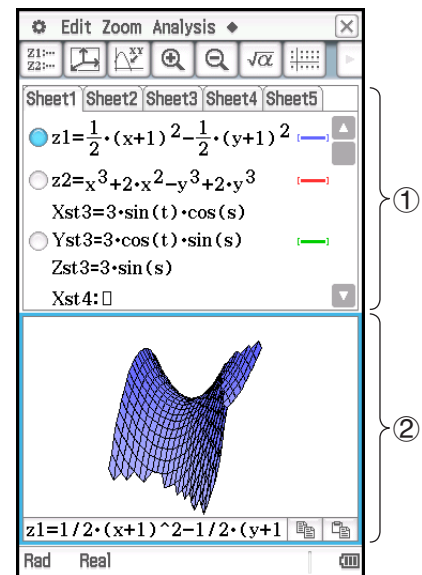 Edit Zoom Analysis ◆
Z1:…
Z2:…
XY
√α
Sheet1 Sheet2 Sheet3 Sheet4 Sheet5
z1=1/2·(x+1)²−1/2·(y+1)²
z2=x³+2·x²−y³+2·y³
Xst3=3·sin(t)·cos(s)
Yst3=3·cos(t)·sin(s)
Zst3=3·sin(s)
Xst4:▯
①
②
z1=1/2·(x+1)^2−1/2·(y+1
Rad Real